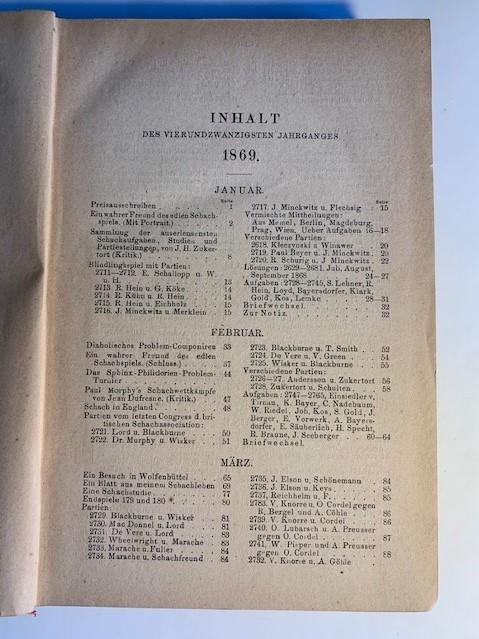 INHALT
DES VIERUNDZWANZIGSTEN JAHRGANGES
1869.
JANUAR.
Seite
Preisausschreiben . . . 1
Ein wahrer Freund des edlen Schach-
spiels. (Mit Portrait) . . . 2
Sammlung der auserlesensten
Schachaufgaben, Studien und
Partiestellungen, von J. H. Zuker-
tort (Kritik.) . . . 8
Blindlingspiel mit Partien:
2711—2712. E. Schallopp u. W.
u. H. . . . 13
2713. R. Hein u. G. Köke . . 14
2714. R. Kühn u. R. Hein . . 14
2715. R. Hein u. Eichholz . . 15
2716. J. Minckwitz u. Merklein . 15
Seite
2717. J. Minckwitz u. Flechsig : 15
Vermischte Mittheilungen:
Aus Memel, Berlin, Magdeburg,
Prag, Wien. Ueber Aufgaben 16—18
Verschiedene Partien:
2618. Kleczynski u. Winawer 20
2719. Paul Beyer u. J. Minckwitz . 20
2720. R. Schurig u. J. Minckwitz . 22
Lösungen: 2629—2681. Juli, August,
September 1868 . . 24—27
Aufgaben: 2728—2745, S. Lehner, R.
Hein, Loyd, Bayersdorfer, Klark,
Gold, Kos, Lemke . . 28—31
Briefwechsel . . . 32
Zur Notiz . . . 32
FEBRUAR.
Diabolisches Problem-Componiren 33
Ein wahrer Freund des edlen
Schachspiels. (Schluss.) . . 37
Das Sphinx-Philidorien-Problem-
Turnier . . . 44
Paul Morphy's Schachwettkämpfe
von Jean Dufresne. (Kritik.) . 47
Schach in England . . . 48
Partien vom letzten Congress d. bri-
tischen Schachassociation:
2721. Lord u. Blackburne . . 50
2722. Dr. Murphy u. Wisker . . 51
2723. Blackburne u. T. Smith . . 52
2724. De Vere u. V. Green . . 54
2725. Wisker u. Blackburne . . 55
Verschiedene Partien:
2726—27. Anderssen u. Zukertort 56
2728. Zukertort u. Schulten . . 58
Aufgaben: 2747—2765, Einsiedler v.
Tirnau, K. Bayer, C. Nadebaum,
W. Riedel, Joh. Kos, S. Gold, J.
Berger, E. Vorwerk, A. Bayers-
dorfer, E. Säuberlich, H. Specht,
R. Braune, J. Seeberger . . 60—64
Briefwechsel.
MÄRZ.
Ein Besuch in Wolfenbüttel . . 65
Ein Blatt aus meinem Schachleben 69
Eine Schachstudie . . . 77
Endspiele 179 und 180 . . . 80
Partien:
2729. Blackburne u. Wisker . 81
2730. Mac Donnel u. Lord . . 81
2731. De Vere u. Lord . . . 83
2732. Wheelwright u. Marache . 83
2733. Marache u. Fuller . . 84
2734. Marache u. Schachfreund . 84
2735. J. Elson u. Schönemann . 84
2736. J. Elson u. Keys . . . 85
2737. Reichheim u. F. . . . 85
2783. V. Knorre u. O. Cordel gegen
R. Bergel und A. Göhle . . 86
2739. V. Knorre u. Cordel . . 86
2740. O. Lubarsch u. A. Preusser
gegen O. Cordel . . . 87
2741. W. Pieper und A. Preusser
gegen O. Cordel . . . 88
2732. V. Knorre u. A. Göhle